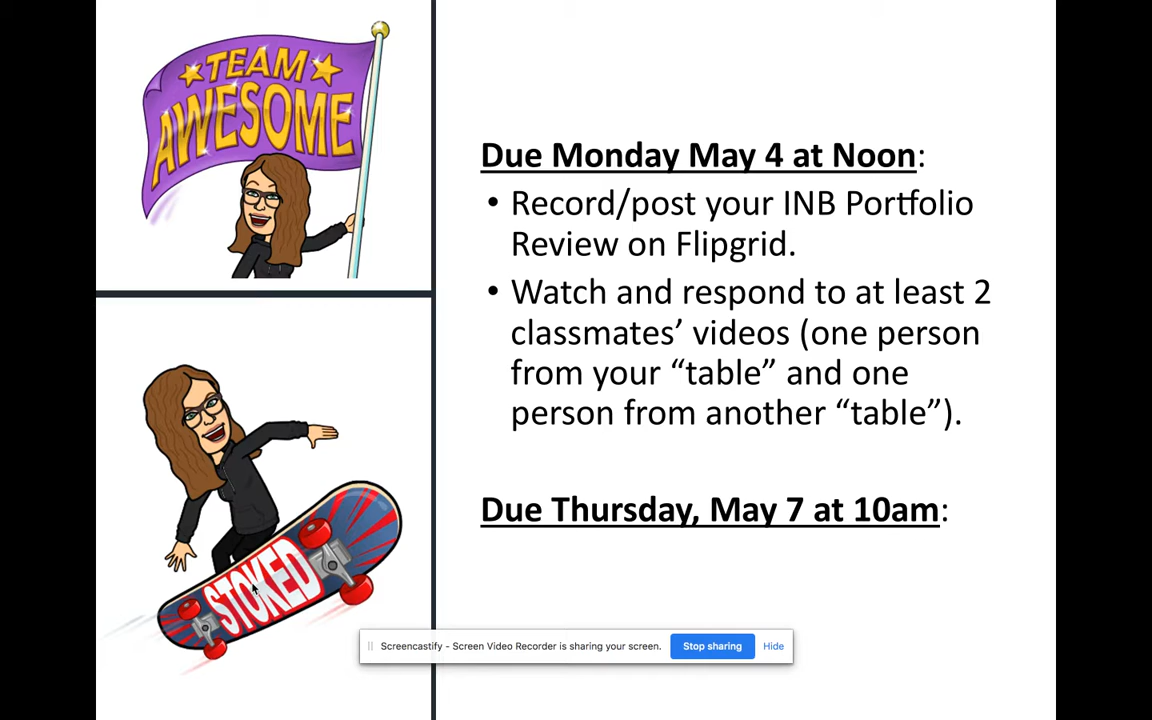 TEAM
AWESOME
STOKED
Due Monday May 4 at Noon:
• Record/post your INB Portfolio
Review on Flipgrid.
• Watch and respond to at least 2
classmates’ videos (one person
from your “table” and one
person from another “table”).
Due Thursday, May 7 at 10am:
Screencastify - Screen Video Recorder is sharing your screen. Stop sharing Hide